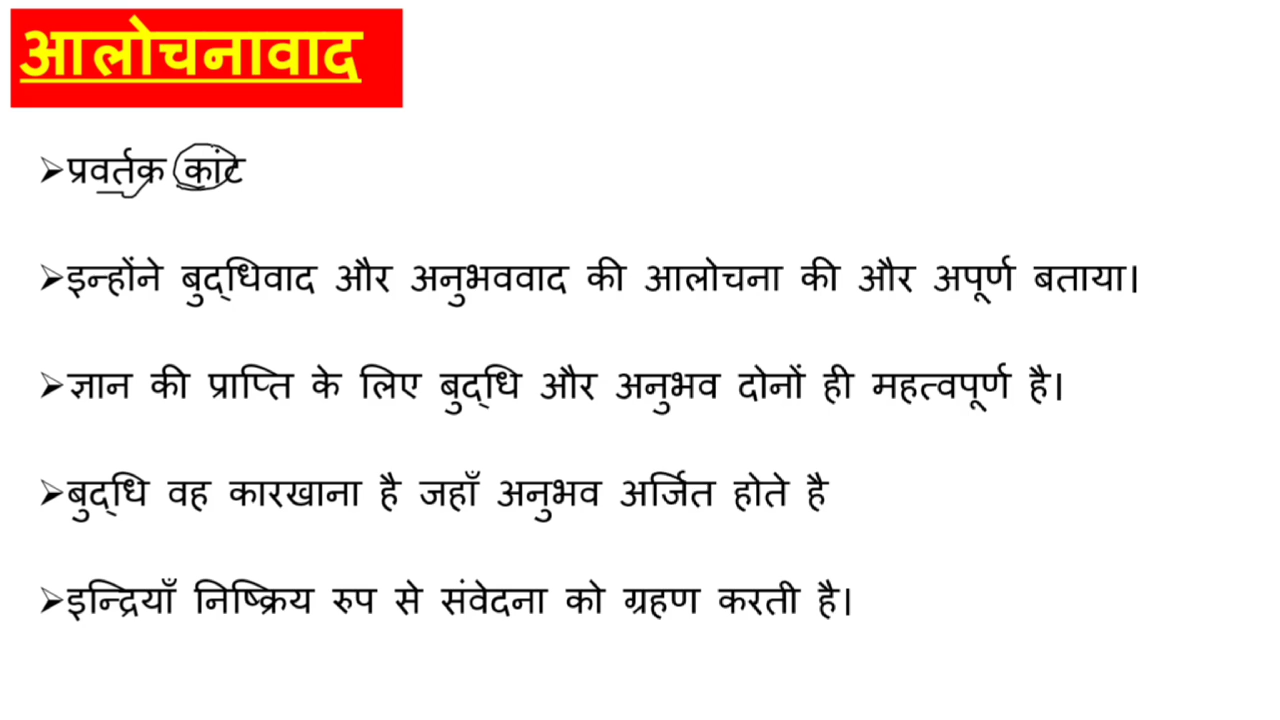 आलोचनावाद
➢प्रवर्तक कांट
➢इन्होंने बुद्धिवाद और अनुभववाद की आलोचना की और अपूर्ण बताया।
➢ज्ञान की प्राप्ति के लिए बुद्धि और अनुभव दोनों ही महत्वपूर्ण है।
➢बुद्धि वह कारखाना है जहाँ अनुभव अर्जित होते है
➢इन्द्रियाँ निष्क्रिय रुप से संवेदना को ग्रहण करती है।